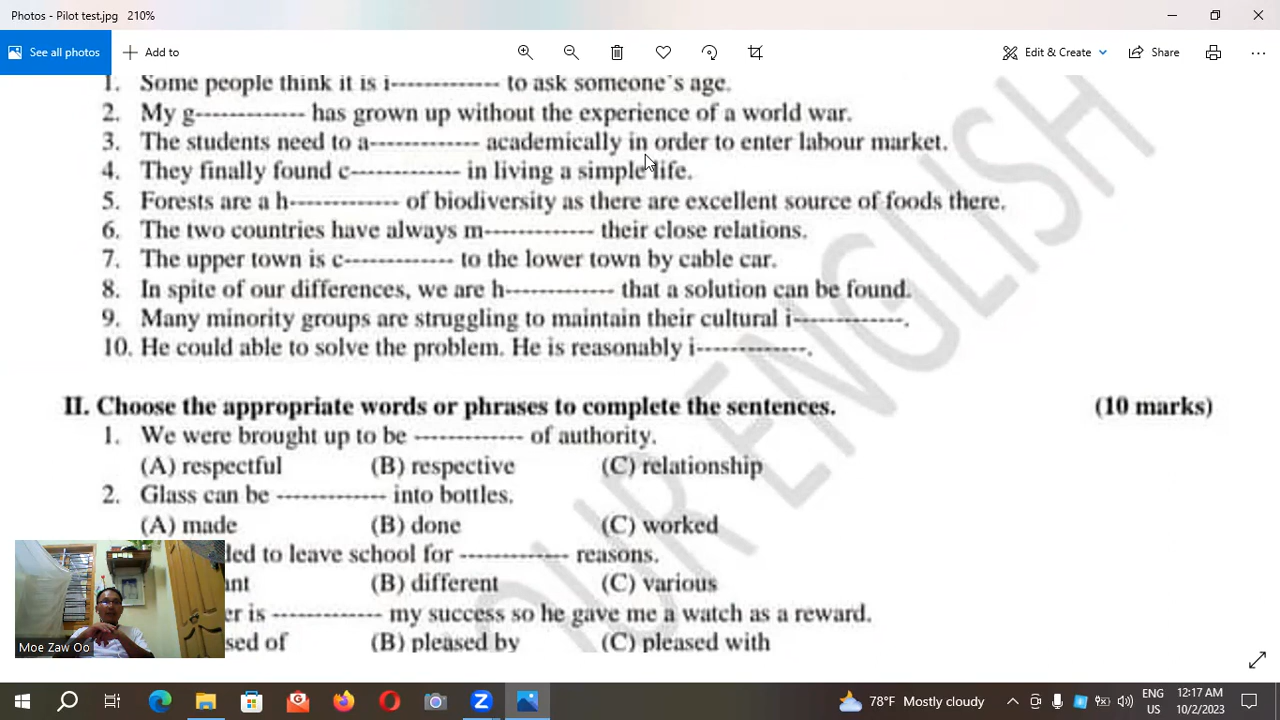 Photos - Pilot test.jpg 210%
See all photos
Add to
Edit & Create
Share
1. Some people think it is i------------- to ask someone's age.
2. My g------------- has grown up without the experience of a world war.
3. The students need to a------------- academically in order to enter labour market.
4. They finally found c------------- in living a simple life.
5. Forests are a h------------- of biodiversity as there are excellent source of foods there.
6. The two countries have always m------------- their close relations.
7. The upper town is c------------- to the lower town by cable car.
8. In spite of our differences, we are h------------- that a solution can be found.
9. Many minority groups are struggling to maintain their cultural i-------------.
10. He could able to solve the problem. He is reasonably i-------------.
II. Choose the appropriate words or phrases to complete the sentences. (10 marks)
1. We were brought up to be ------------- of authority.
(A) respectful (B) respective (C) relationship
2. Glass can be ------------- into bottles.
(A) made (B) done (C) worked
ded to leave school for ------------- reasons.
ant (B) different (C) various
er is ------------- my success so he gave me a watch as a reward.
sed of (B) pleased by (C) pleased with
OUR ENGLISH
Moe Zaw Oo
78°F Mostly cloudy
ENG
US
12:17 AM
10/2/2023